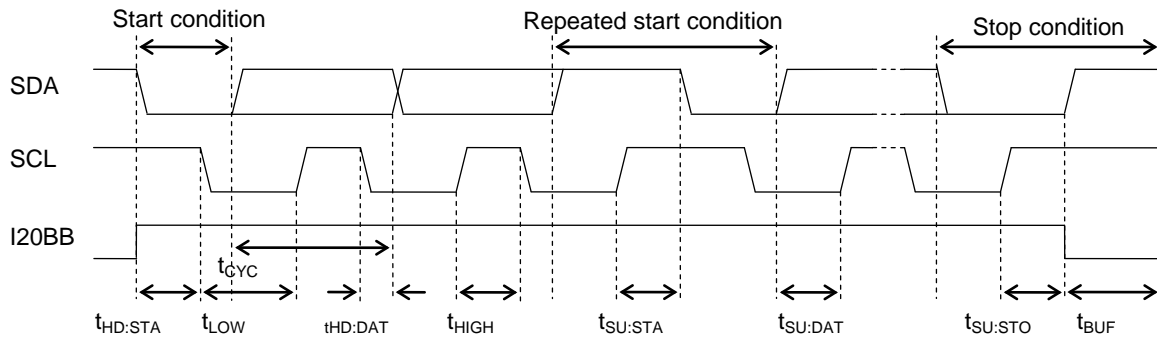 Start condition
Repeated start condition
Stop condition
SDA
SCL
I20BB
tCYC
tHD:STA
tLOW
tHD:DAT
tHIGH
tSU:STA
tSU:DAT
tSU:STO
tBUF